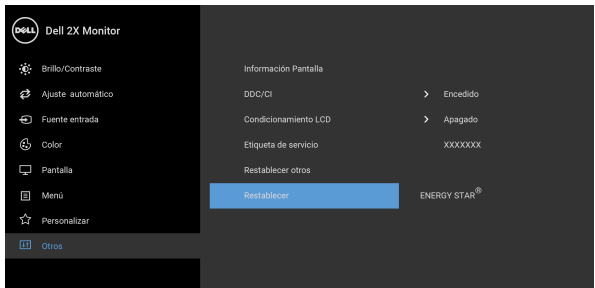 DELL
Dell 2X Monitor
Brillo/Contraste
Ajuste automático
Fuente entrada
Color
Pantalla
Menú
Personalizar
Otros
Información Pantalla
DDC/CI > Encedido
Condicionamiento LCD > Apagado
Etiqueta de servicio XXXXXXX
Restablecer otros
Restablecer ENERGY STAR®